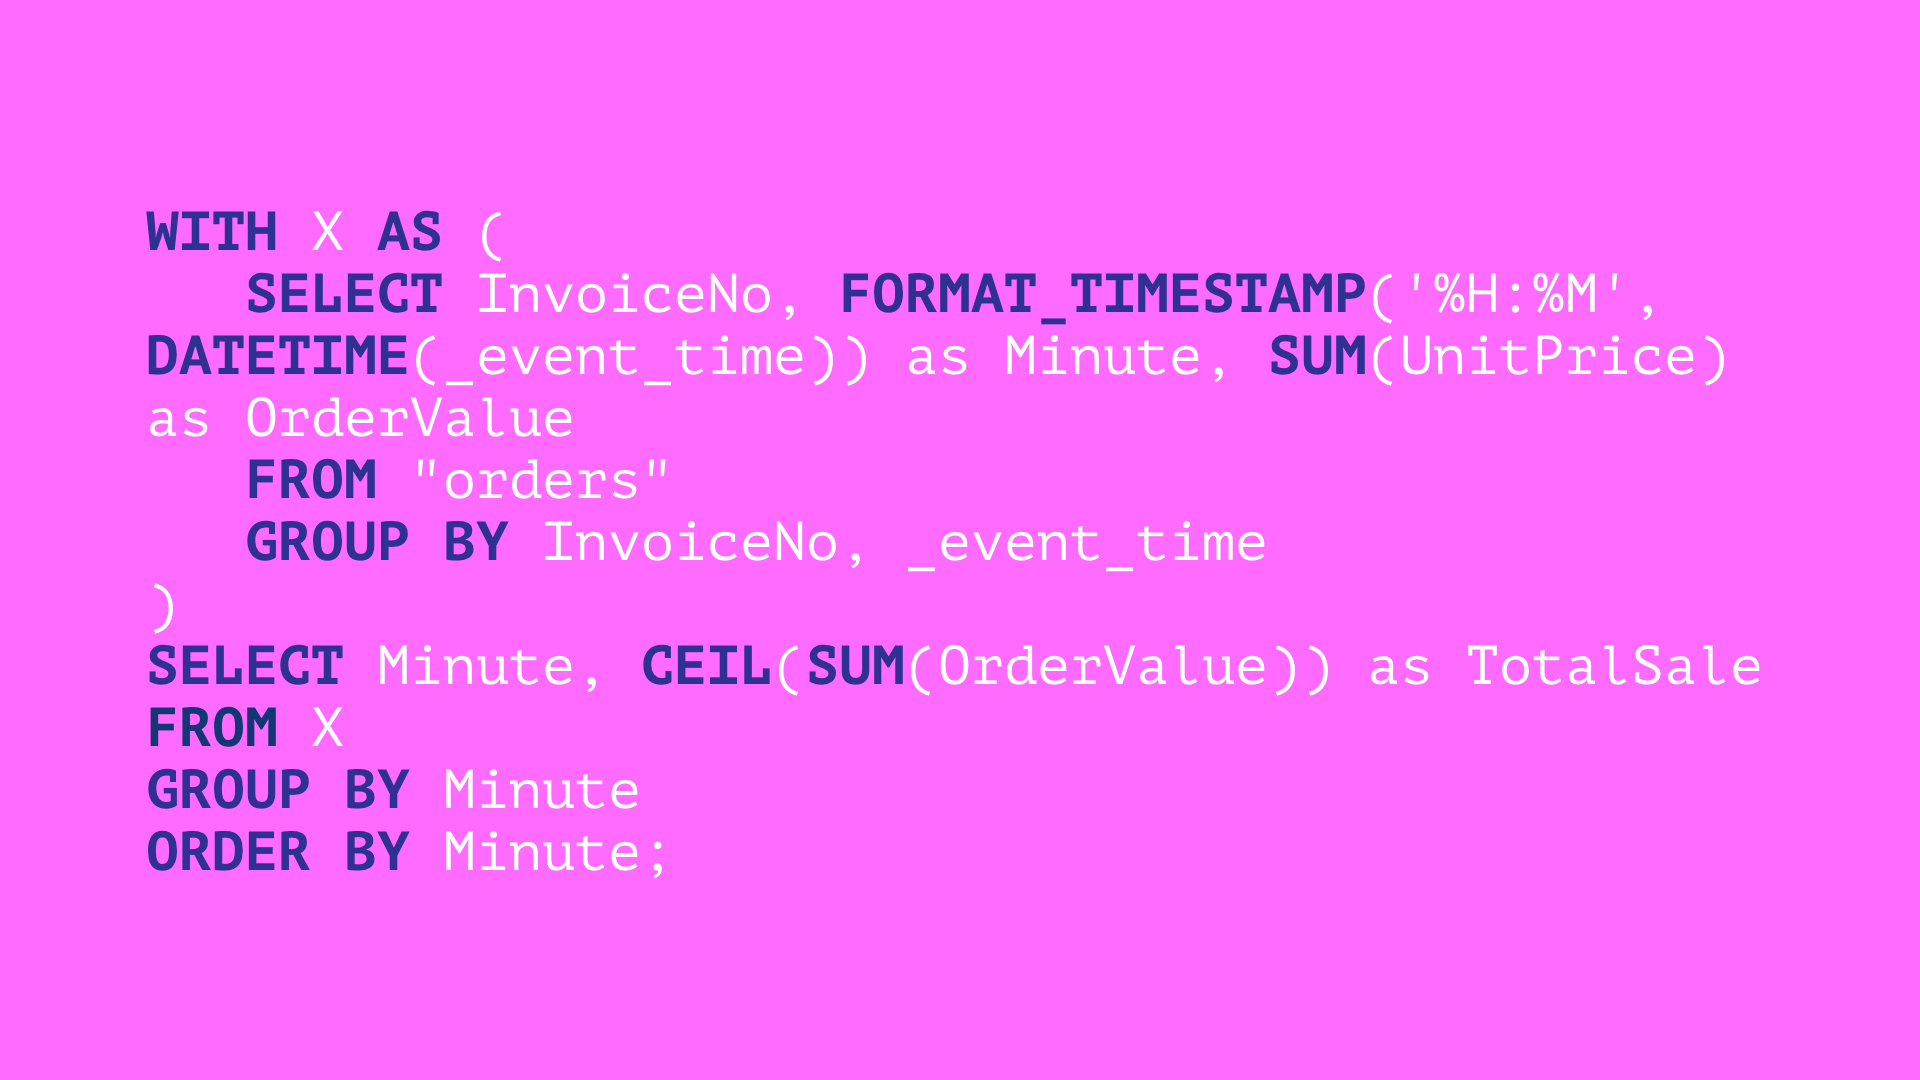 WITH X AS (
   SELECT InvoiceNo, FORMAT_TIMESTAMP('%H:%M',
DATETIME(_event_time)) as Minute, SUM(UnitPrice)
as OrderValue
   FROM "orders"
   GROUP BY InvoiceNo, _event_time
)
SELECT Minute, CEIL(SUM(OrderValue)) as TotalSale
FROM X
GROUP BY Minute
ORDER BY Minute;